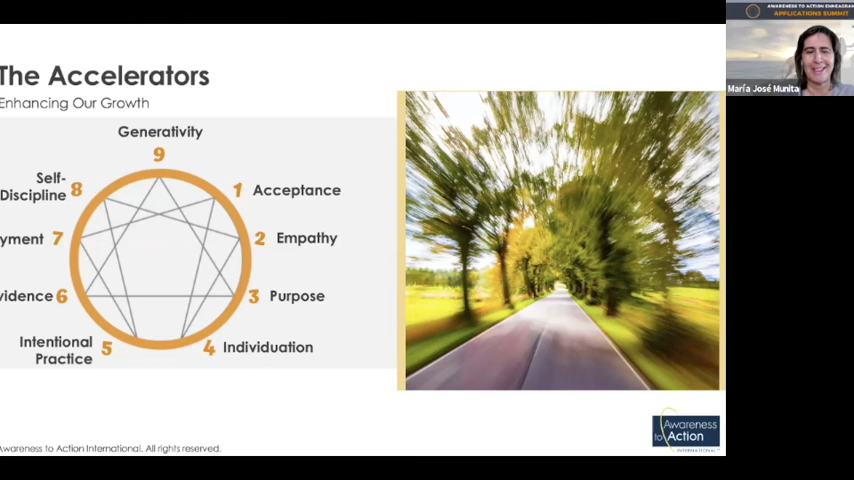 AWARENESS TO ACTION ENNEAGRAM
APPLICATIONS SUMMIT
María José Munita
The Accelerators
Enhancing Our Growth
Generativity
9
Self-
Discipline 8
1 Acceptance
yment 7
2 Empathy
vidence 6
3 Purpose
Intentional
Practice 5
4 Individuation
Awareness to Action International. All rights reserved.
Awareness
to Action
INTERNATIONAL